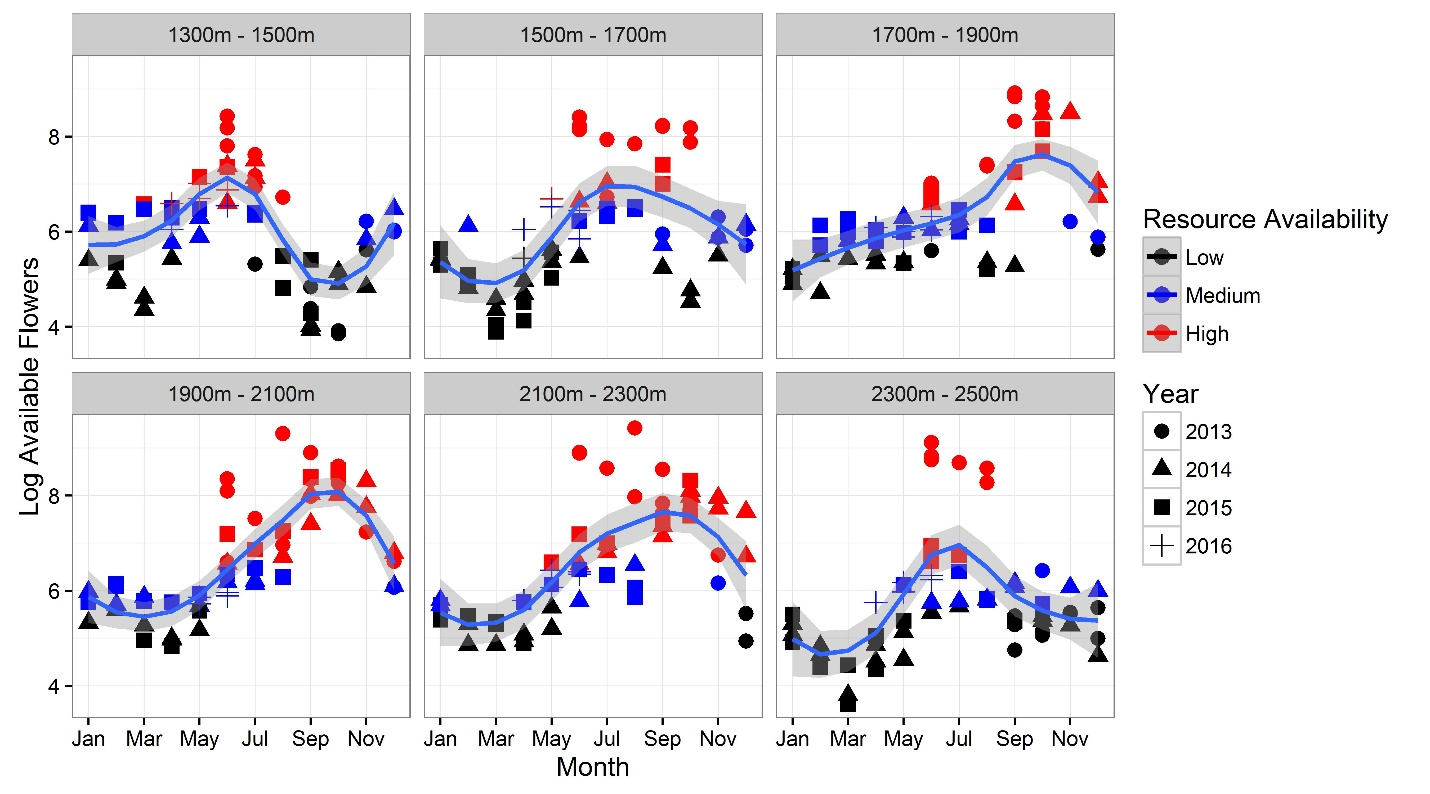 1300m - 1500m
1500m - 1700m
1700m - 1900m
8
6
4
1900m - 2100m
2100m - 2300m
2300m - 2500m
8
6
4
Log Available Flowers
Jan Mar May Jul Sep Nov
Jan Mar May Jul Sep Nov
Jan Mar May Jul Sep Nov
Month
Resource Availability
Low
Medium
High
Year
2013
2014
2015
2016